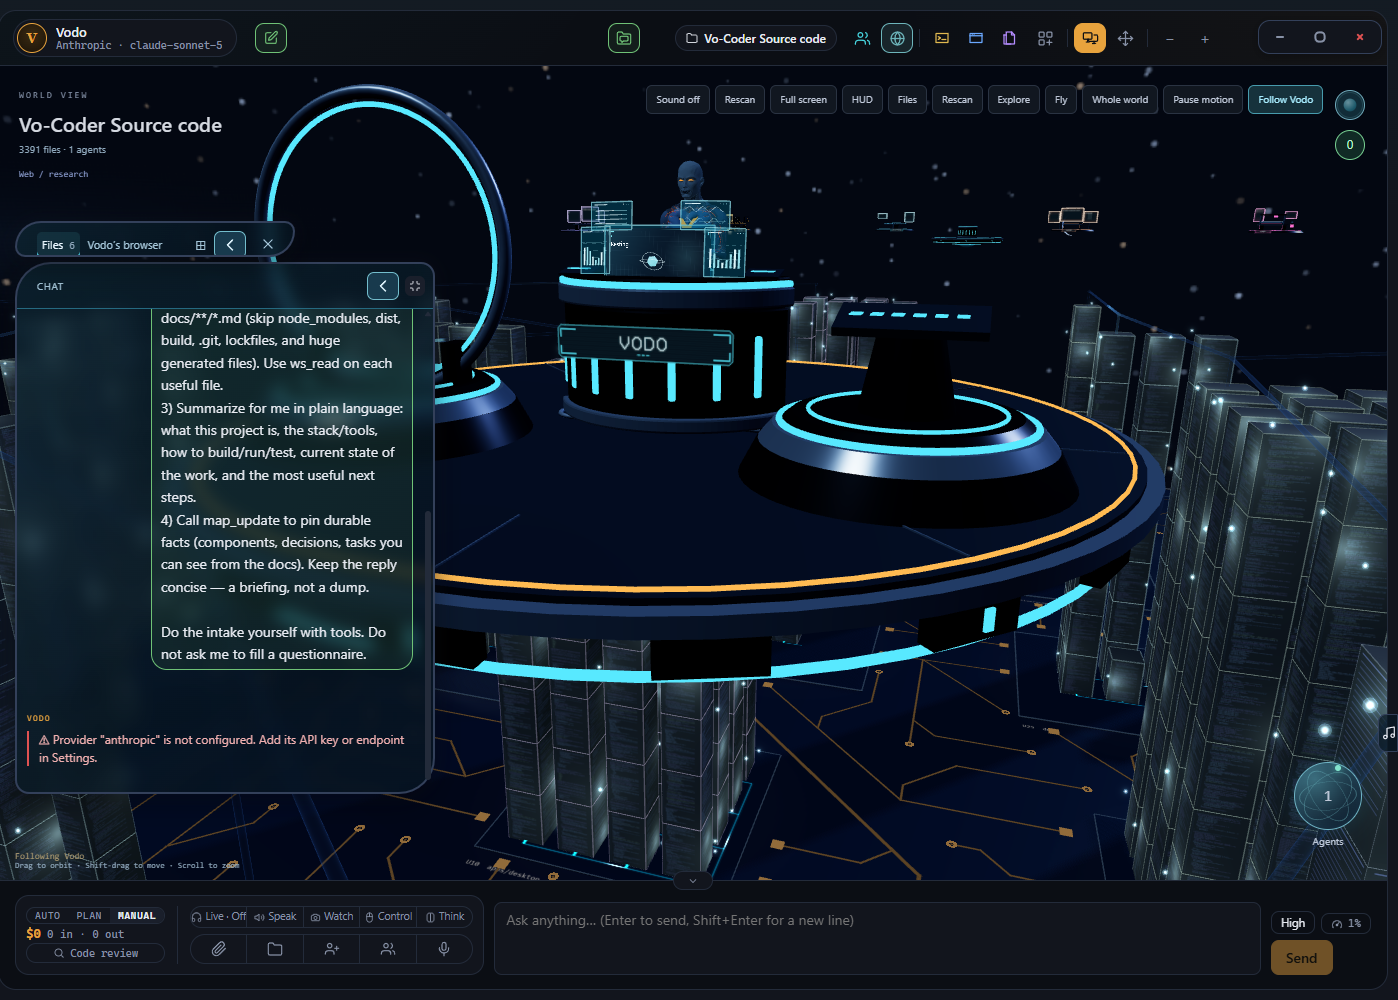 Vodo
Anthropic · claude-sonnet-5
Vo-Coder Source code
WORLD VIEW
Vo-Coder Source code
3391 files · 1 agents
Web / research
Sound off
Rescan
Full screen
HUD
Files
Rescan
Explore
Fly
Whole world
Pause motion
Follow Vodo
0
Files 6
Vodo's browser
CHAT
docs/**/*.md (skip node_modules, dist,
build, .git, lockfiles, and huge
generated files). Use ws_read on each
useful file.
3) Summarize for me in plain language:
what this project is, the stack/tools,
how to build/run/test, current state of
the work, and the most useful next
steps.
4) Call map_update to pin durable
facts (components, decisions, tasks you
can see from the docs). Keep the reply
concise — a briefing, not a dump.
Do the intake yourself with tools. Do
not ask me to fill a questionnaire.
VODO
⚠ Provider "anthropic" is not configured. Add its API key or endpoint
in Settings.
VODO
1
Agents
Following Vodo
Drag to orbit · Shift-drag to move · Scroll to zoom
AUTO PLAN MANUAL
$0 0 in · 0 out
Code review
Live · Off
Speak
Watch
Control
Think
Ask anything... (Enter to send, Shift+Enter for a new line)
High
1%
Send